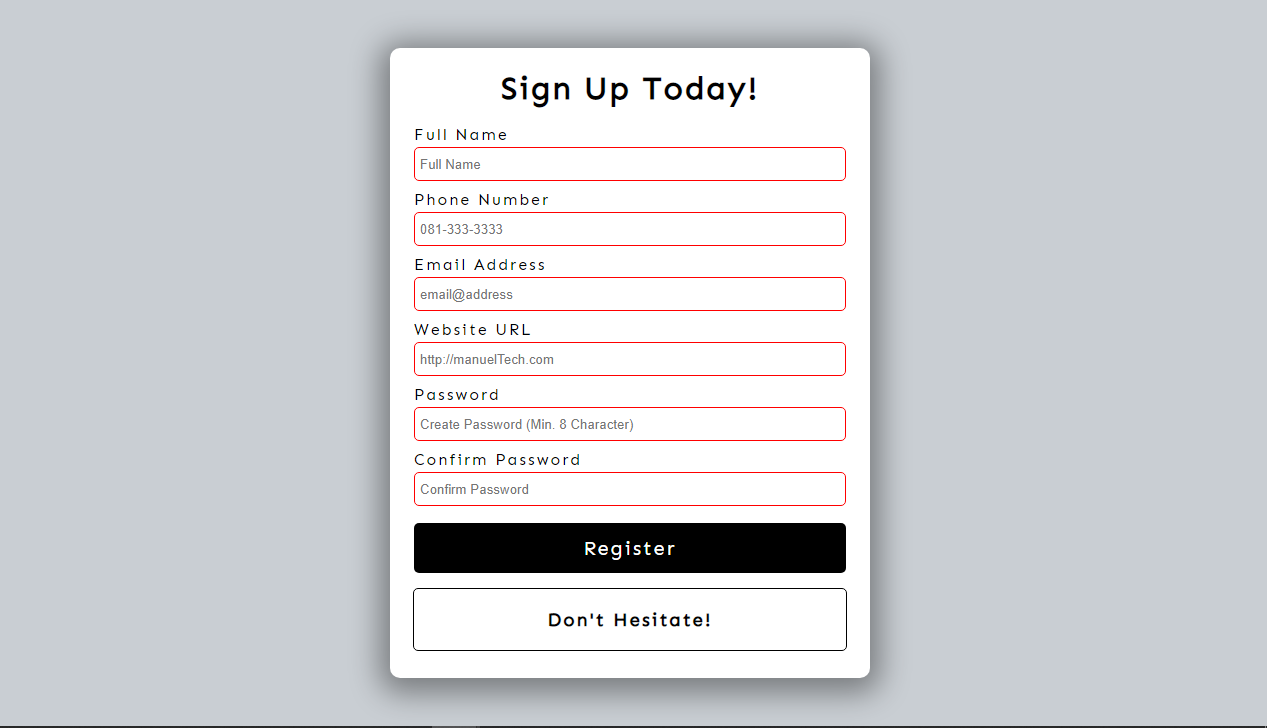 Sign Up Today!
Full Name
Full Name
Phone Number
081-333-3333
Email Address
email@address
Website URL
http://manuelTech.com
Password
Create Password (Min. 8 Character)
Confirm Password
Confirm Password
Register
Don't Hesitate!